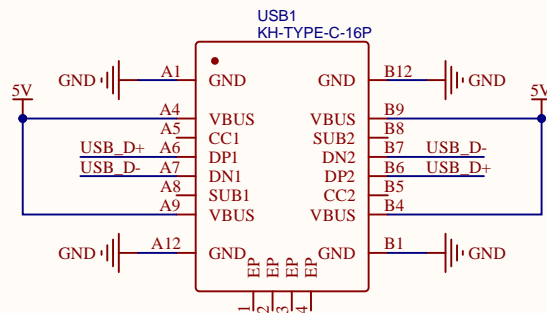 USB1
KH-TYPE-C-16P
GND A1 GND GND B12 GND
5V 5V
A4 VBUS VBUS B9
A5 CC1 SUB2 B8
USB_D+ A6 DP1 DN2 B7 USB_D-
USB_D- A7 DN1 DP2 B6 USB_D+
A8 SUB1 CC2 B5
A9 VBUS VBUS B4
GND A12 GND GND B1 GND
EP EP EP EP
1 2 3 4